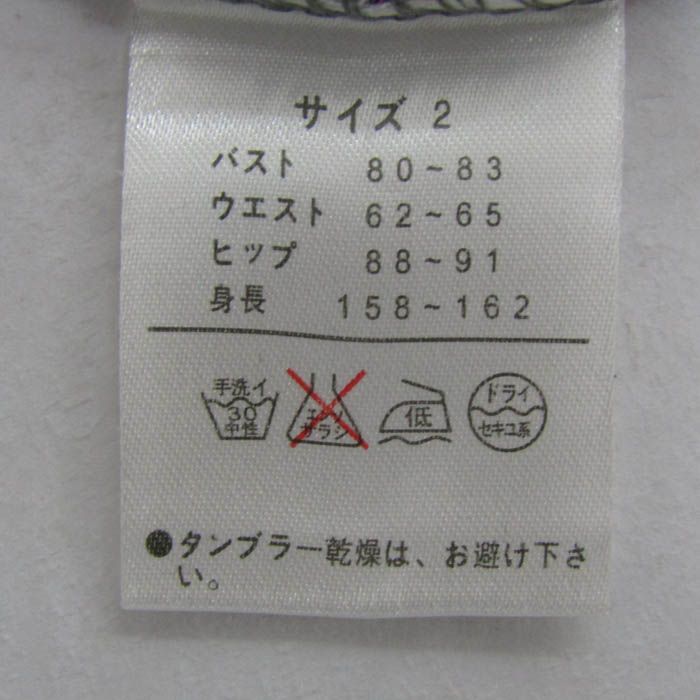 サイズ 2
バスト 80~83
ウエスト 62~65
ヒップ 88~91
身長 158~162
手洗イ
30
中性
エンソ
サラシ
低
ドライ
セキユ系
●タンブラー乾燥は、お避け下さ
い。